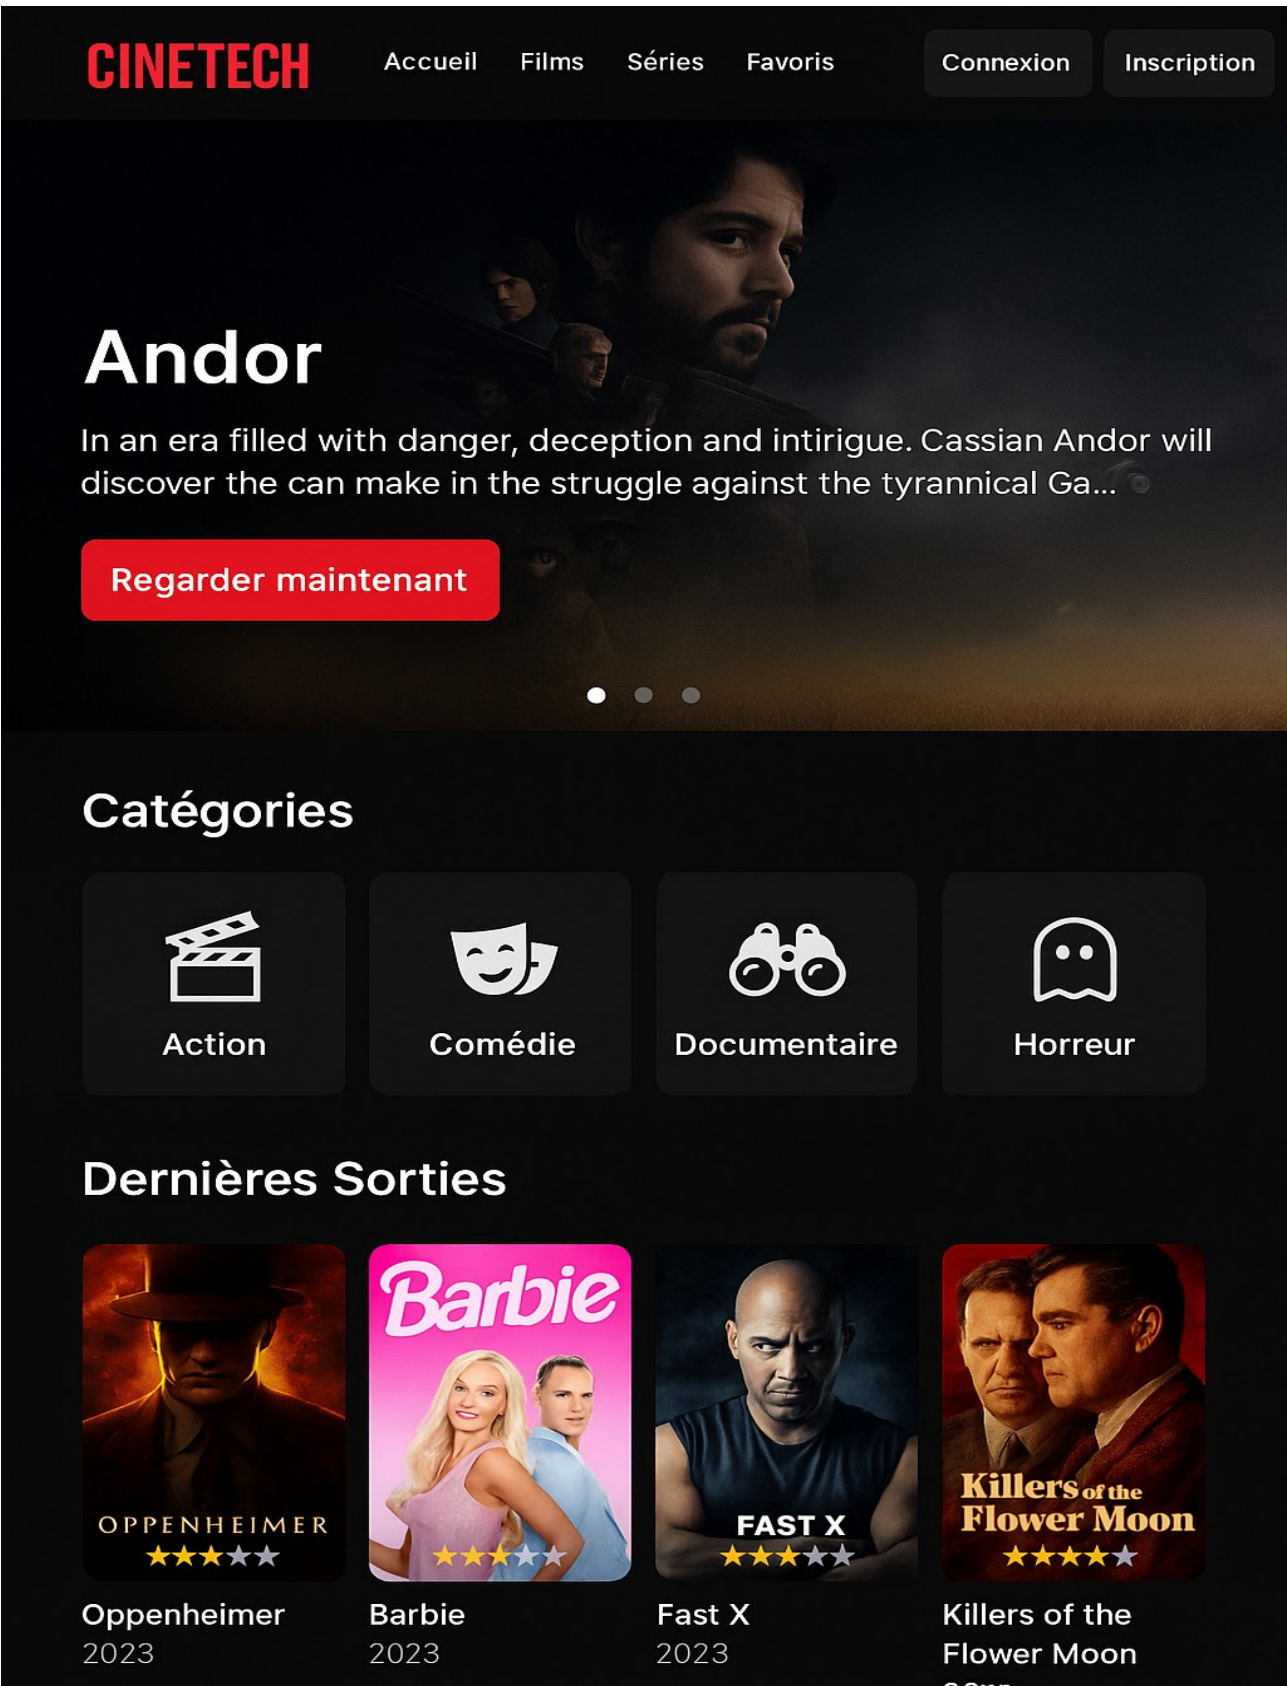 CINETECH
Accueil Films Séries Favoris Connexion Inscription
Andor
In an era filled with danger, deception and intirigue. Cassian Andor will
discover the can make in the struggle against the tyrannical Ga...
Regarder maintenant
Catégories
Action Comédie Documentaire Horreur
Dernières Sorties
OPPENHEIMER
Barbie
FAST X
Killers of the
Flower Moon
Oppenheimer
2023
Barbie
2023
Fast X
2023
Killers of the
Flower Moon